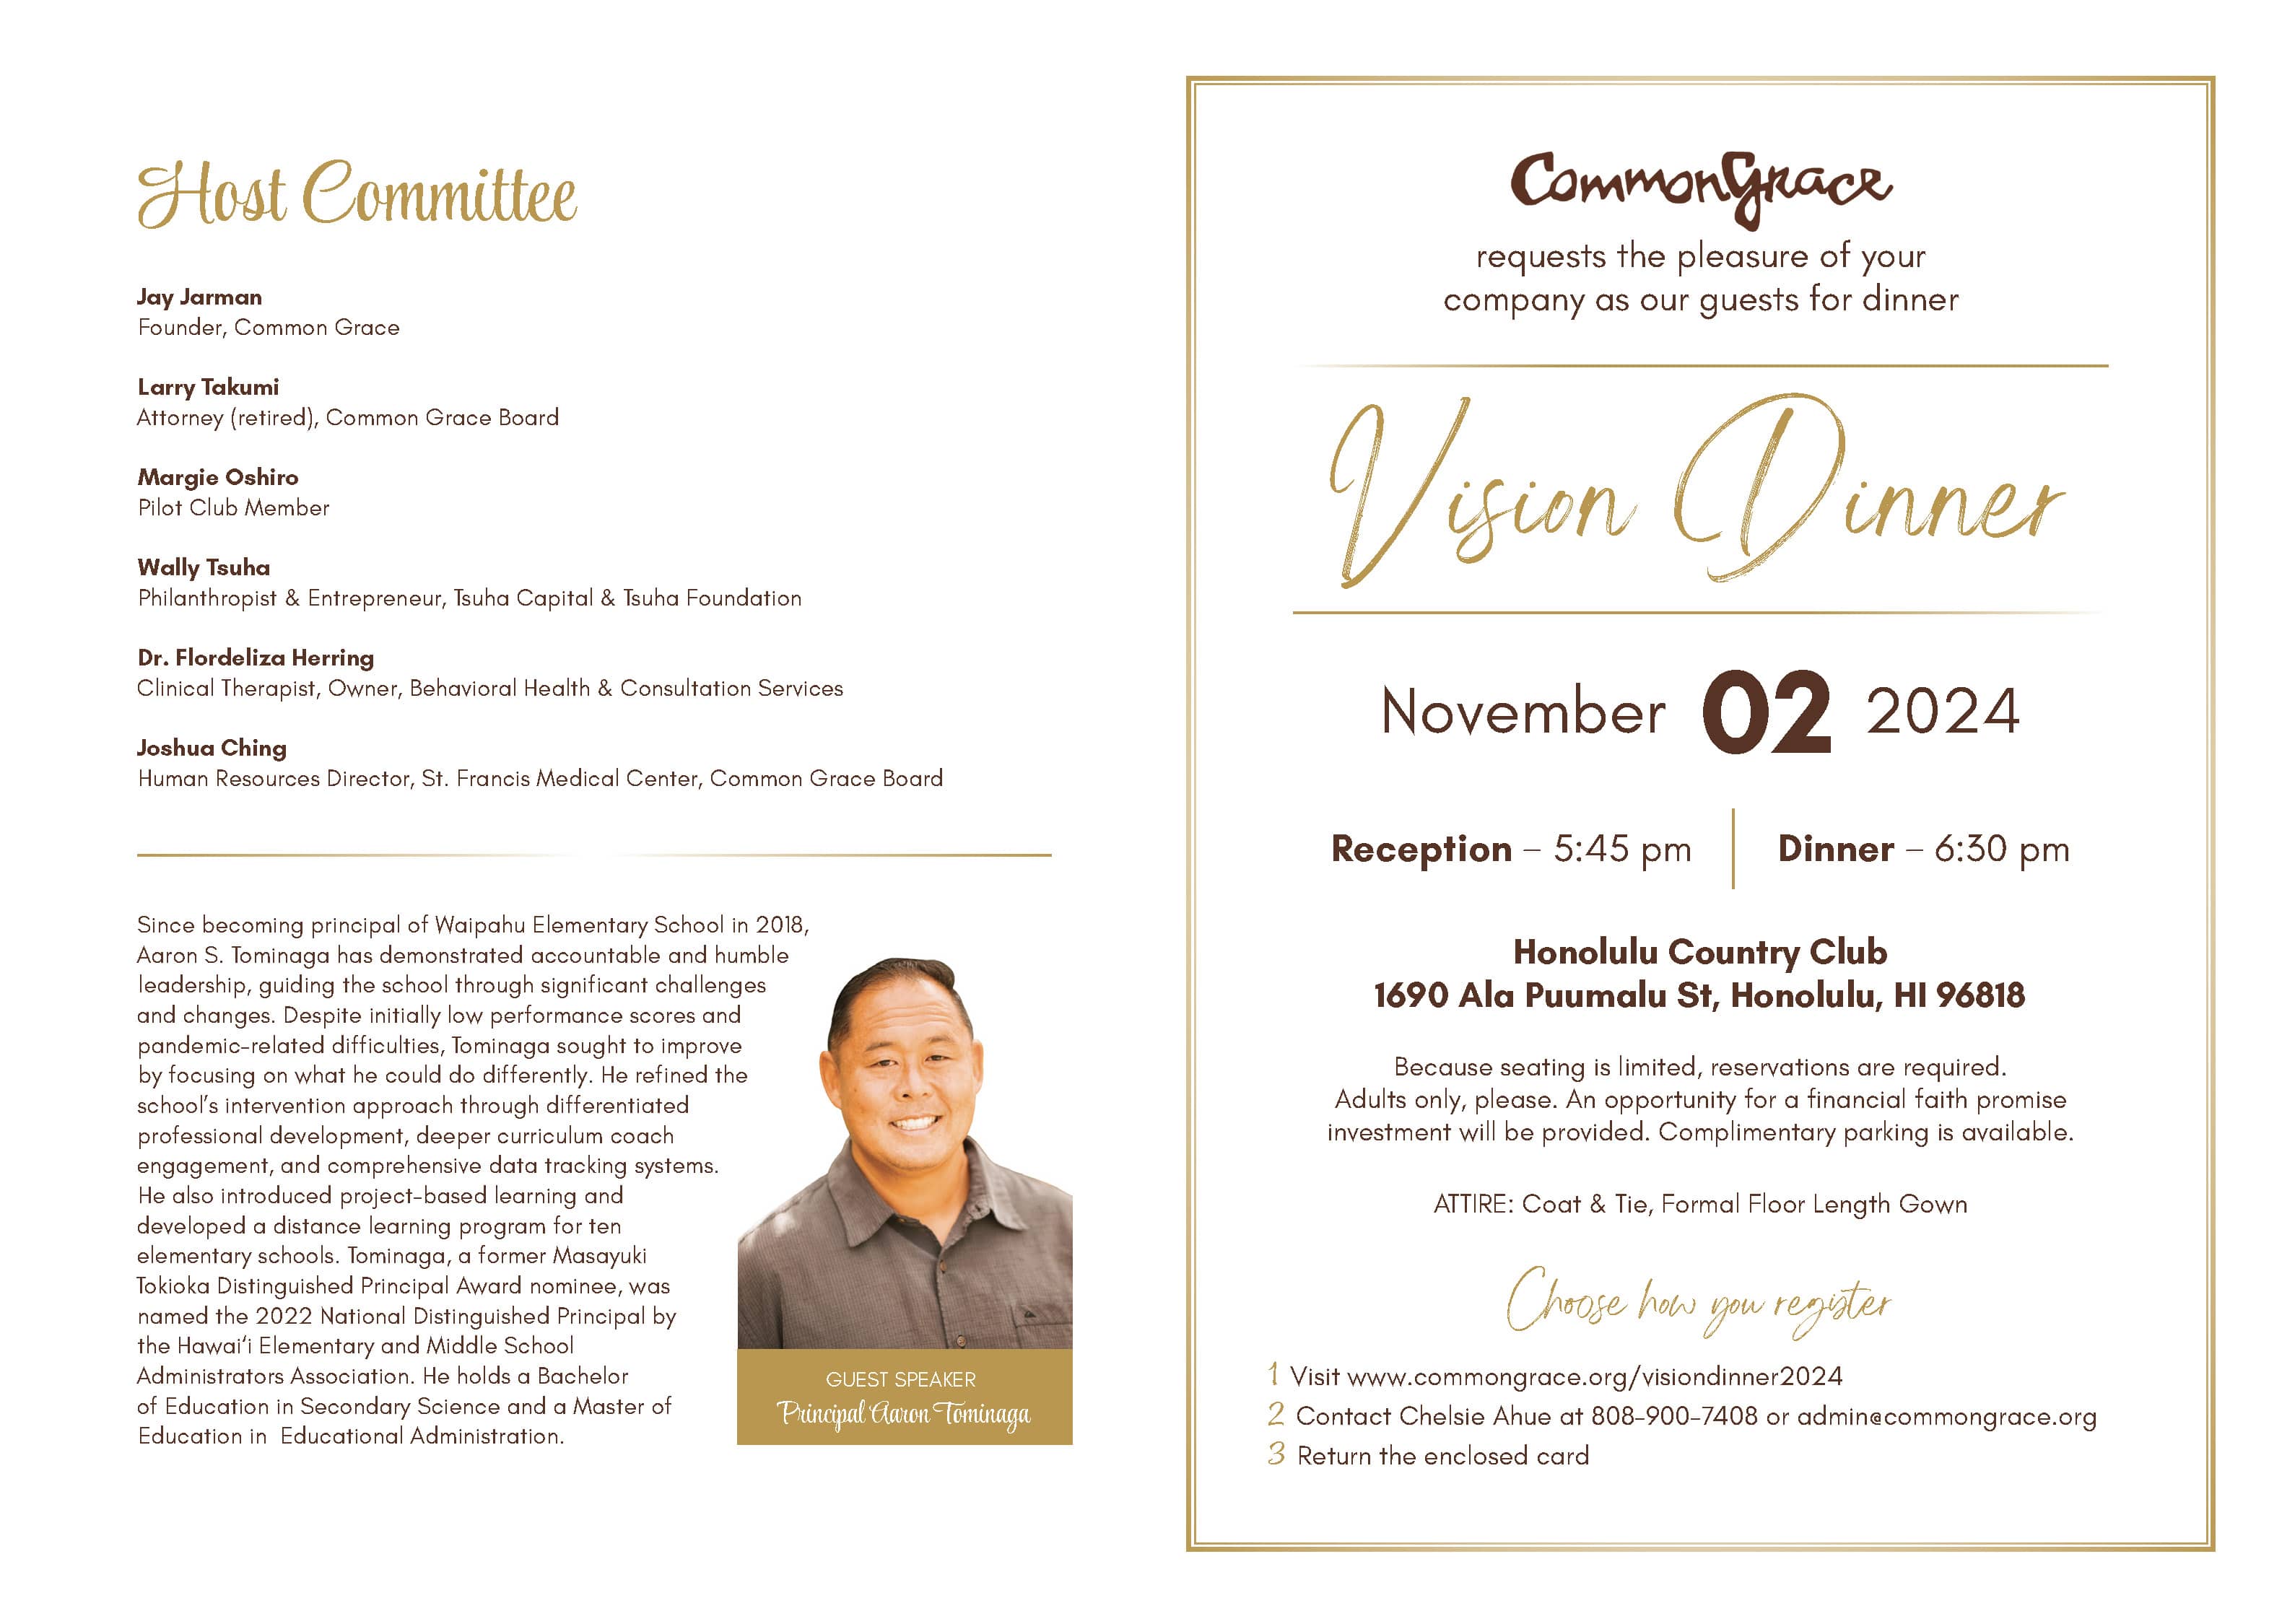 Host Committee
Jay Jarman
Founder, Common Grace
Larry Takumi
Attorney (retired), Common Grace Board
Margie Oshiro
Pilot Club Member
Wally Tsuha
Philanthropist & Entrepreneur, Tsuha Capital & Tsuha Foundation
Dr. Flordeliza Herring
Clinical Therapist, Owner, Behavioral Health & Consultation Services
Joshua Ching
Human Resources Director, St. Francis Medical Center, Common Grace Board
Since becoming principal of Waipahu Elementary School in 2018,
Aaron S. Tominaga has demonstrated accountable and humble
leadership, guiding the school through significant challenges
and changes. Despite initially low performance scores and
pandemic-related difficulties, Tominaga sought to improve
by focusing on what he could do differently. He refined the
school's intervention approach through differentiated
professional development, deeper curriculum coach
engagement, and comprehensive data tracking systems.
He also introduced project-based learning and
developed a distance learning program for ten
elementary schools. Tominaga, a former Masayuki
Tokioka Distinguished Principal Award nominee, was
named the 2022 National Distinguished Principal by
the Hawai‘i Elementary and Middle School
Administrators Association. He holds a Bachelor
of Education in Secondary Science and a Master of
Education in Educational Administration.
GUEST SPEAKER
Principal Aaron Tominaga
CommonGrace
requests the pleasure of your
company as our guests for dinner
Vision Dinner
November 02 2024
Reception – 5:45 pm
Dinner – 6:30 pm
Honolulu Country Club
1690 Ala Puumalu St, Honolulu, HI 96818
Because seating is limited, reservations are required.
Adults only, please. An opportunity for a financial faith promise
investment will be provided. Complimentary parking is available.
ATTIRE: Coat & Tie, Formal Floor Length Gown
Choose how you register
1 Visit www.commongrace.org/visiondinner2024
2 Contact Chelsie Ahue at 808-900-7408 or admin@commongrace.org
3 Return the enclosed card